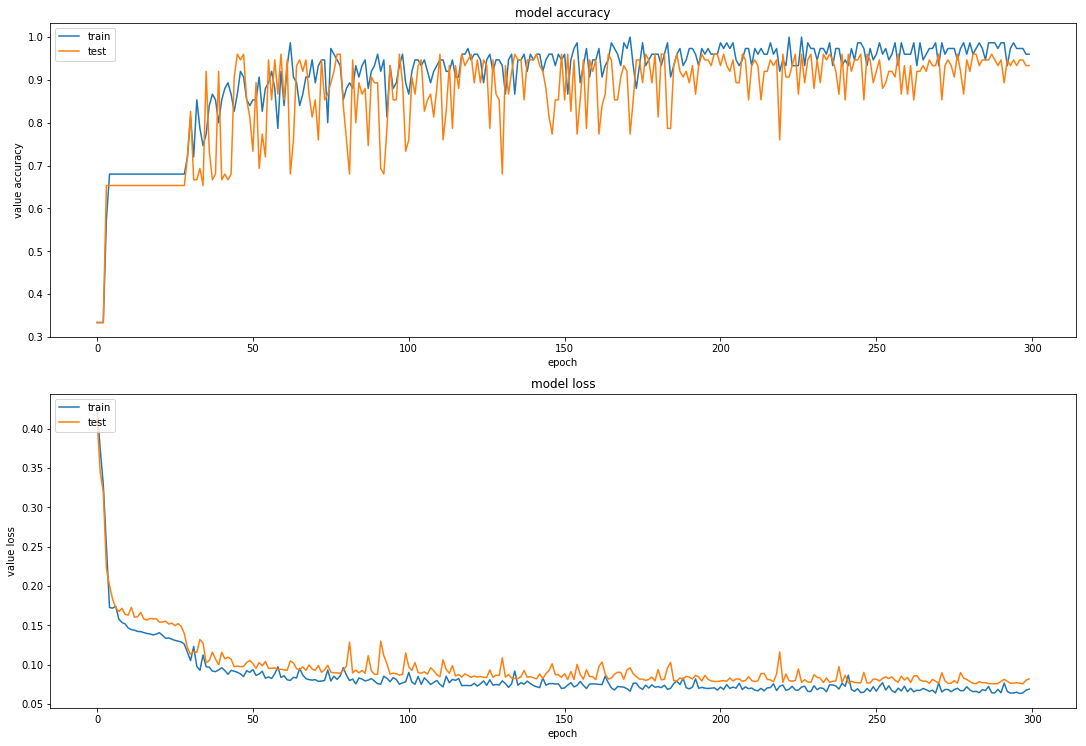 model accuracy
train
test
1.0
0.9
0.8
0.7
0.6
0.5
0.4
0.3
value accuracy
0 50 100 150 200 250 300
epoch
model loss
train
test
0.40
0.35
0.30
0.25
0.20
0.15
0.10
0.05
value loss
0 50 100 150 200 250 300
epoch